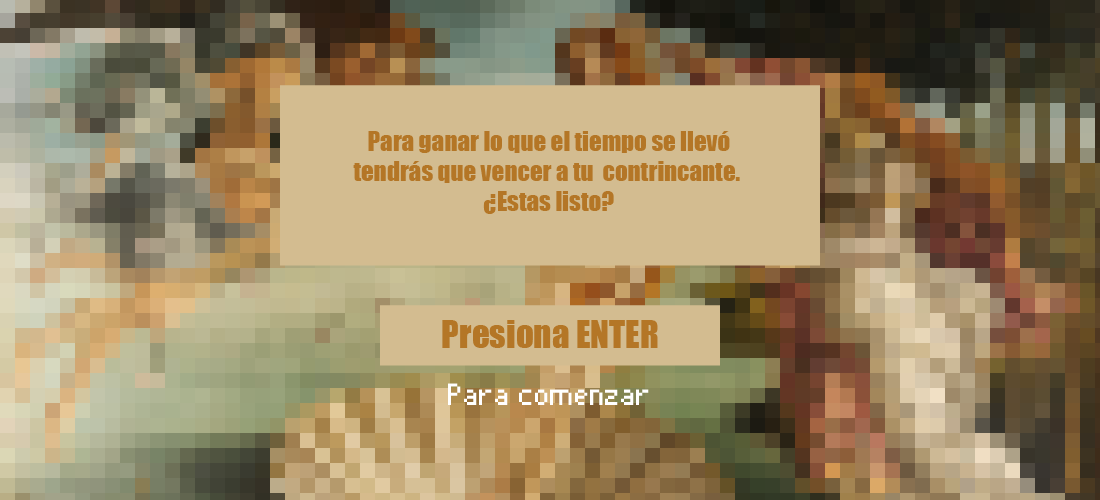 Para ganar lo que el tiempo se llevó
tendrás que vencer a tu  contrincante.
¿Estas listo?
Presiona ENTER
Para comenzar